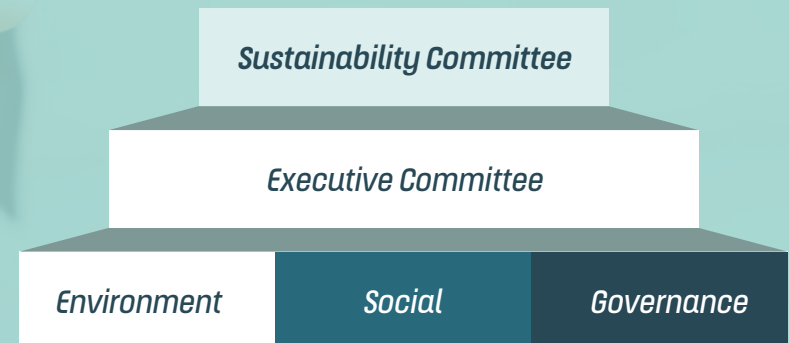 Sustainability Committee
Executive Committee
Environment Social Governance